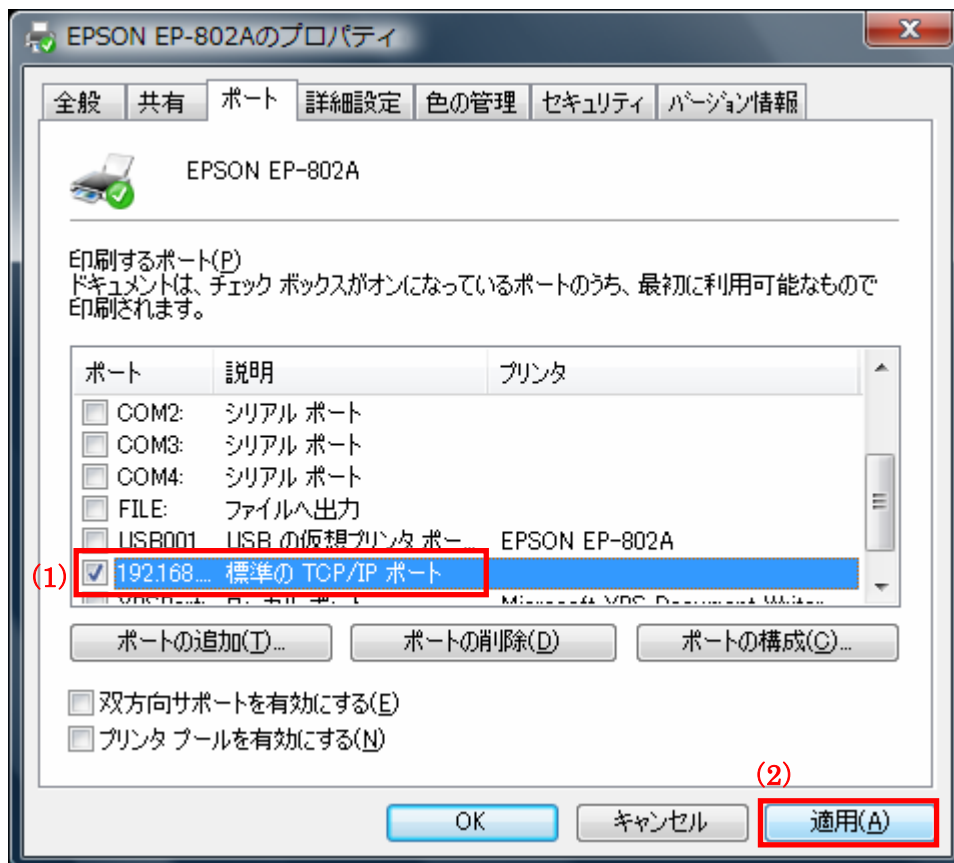 EPSON EP-802Aのプロパティ
全般 共有 ポート 詳細設定 色の管理 セキュリティ バージョン情報
EPSON EP-802A
印刷するポート(P)
ドキュメントは、チェック ボックスがオンになっているポートのうち、最初に利用可能なもので
印刷されます。
ポート 説明 プリンタ
COM2: シリアル ポート
COM3: シリアル ポート
COM4: シリアル ポート
FILE: ファイルへ出力
USB001 USB の仮想プリンタ ポー... EPSON EP-802A
(1) 192.168.... 標準の TCP/IP ポート
ポートの追加(T)... ポートの削除(D) ポートの構成(C)...
双方向サポートを有効にする(E)
プリンタ プールを有効にする(N)
(2)
OK キャンセル 適用(A)